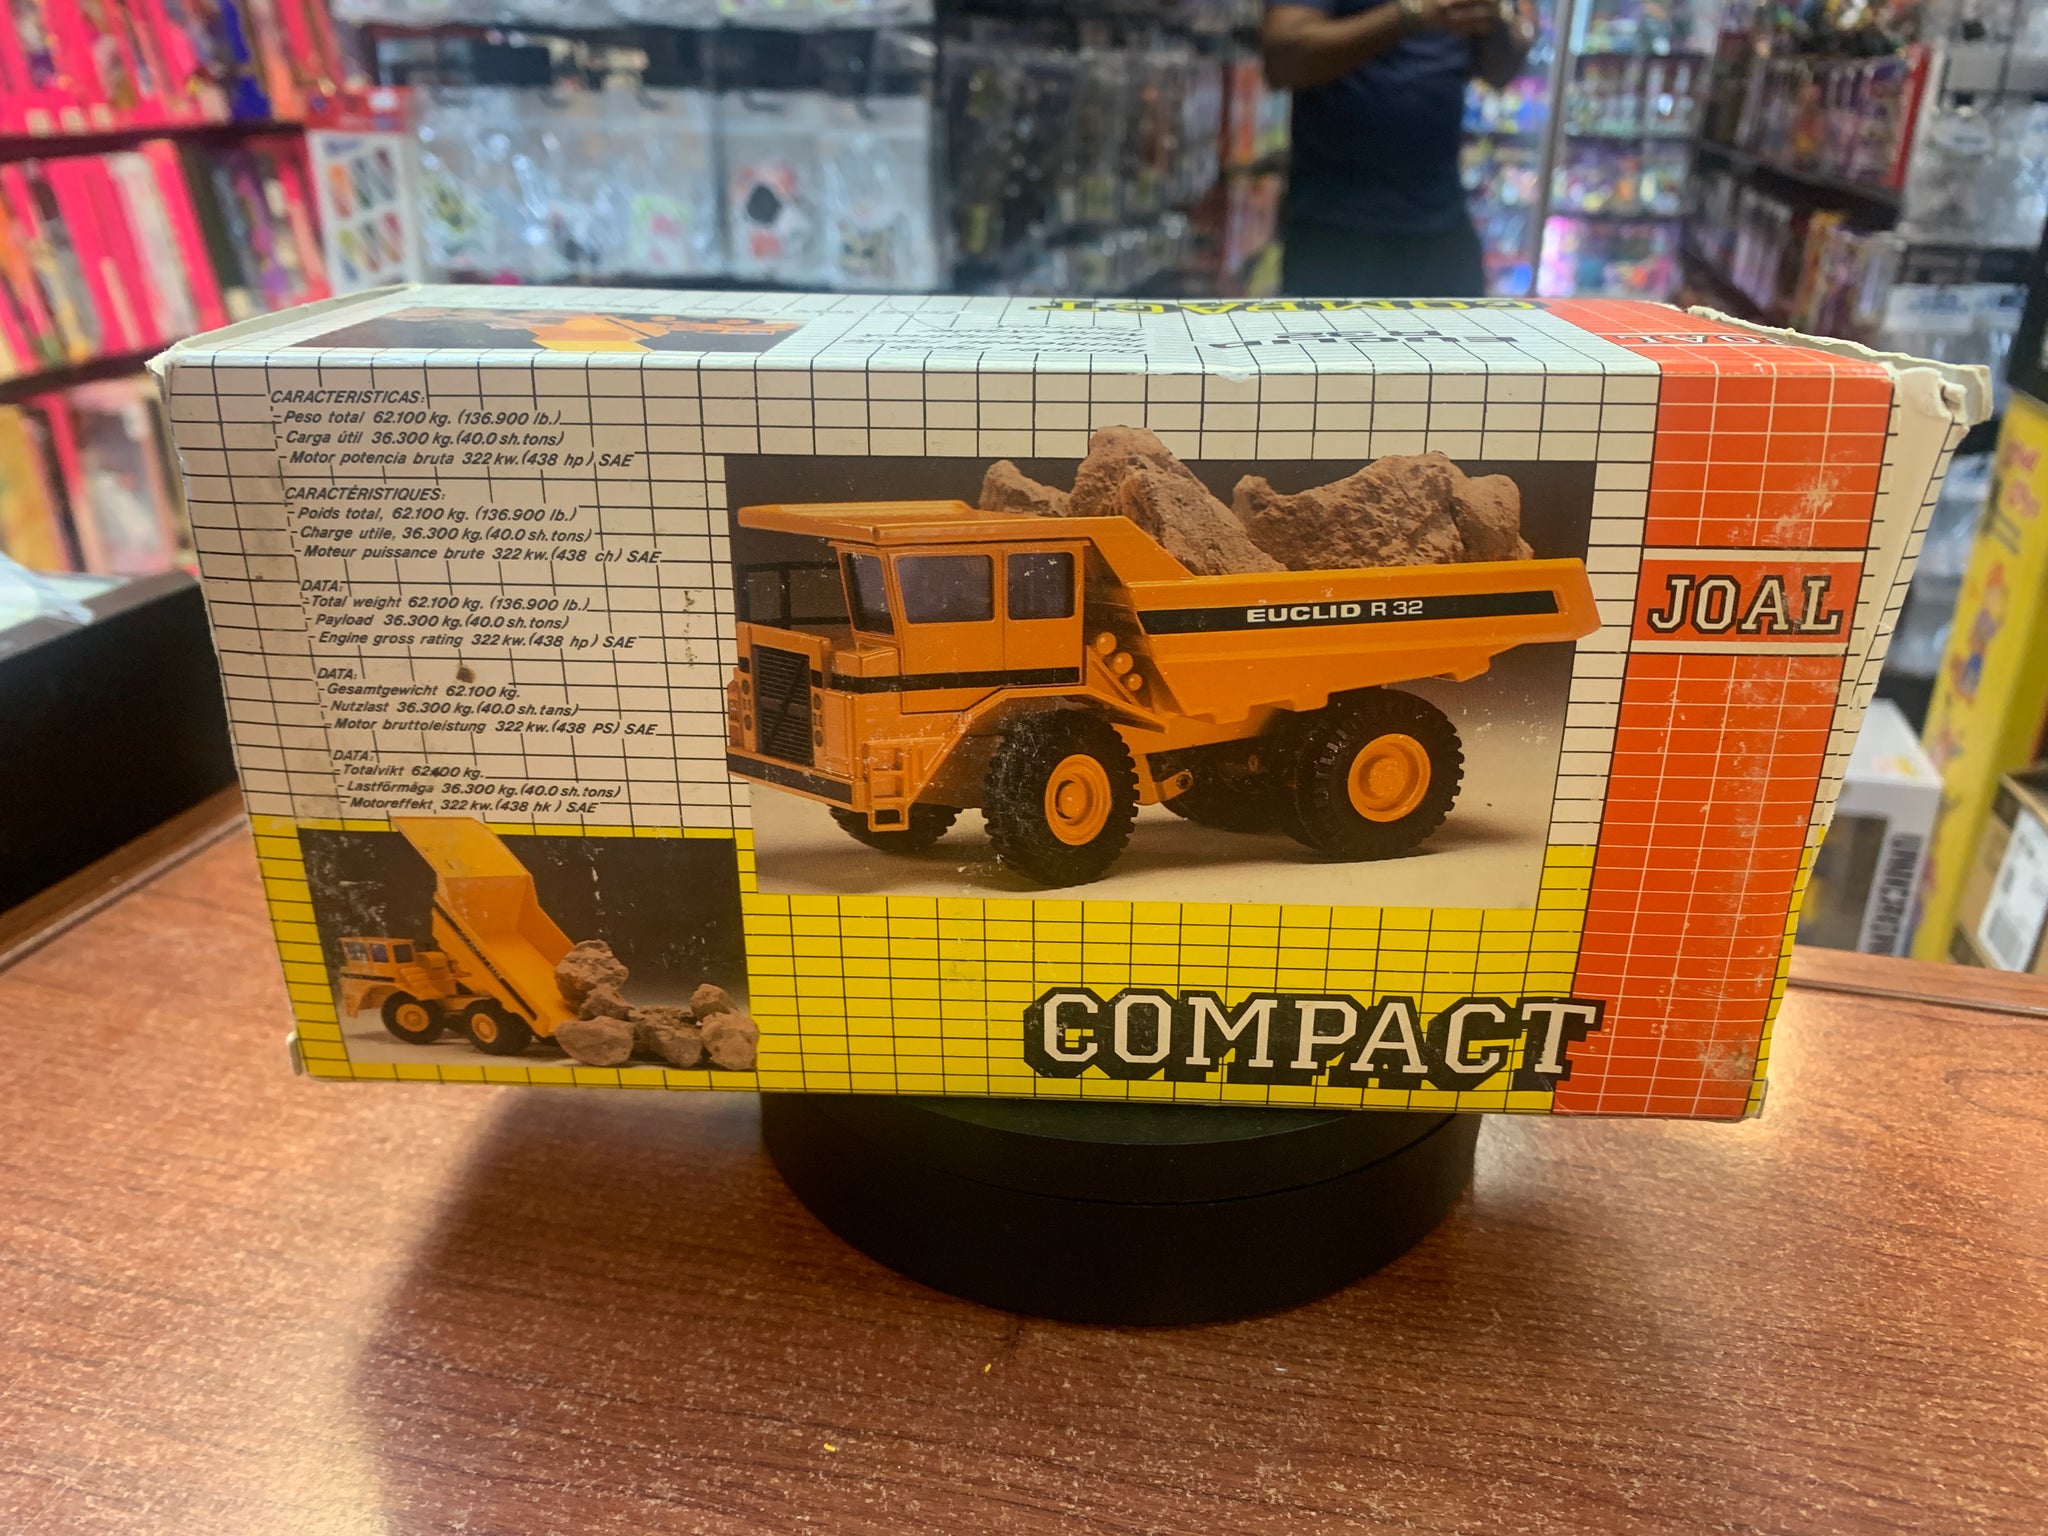 COMPACT
JOAL
EUCLID
CARACTERISTICAS:
- Peso total 62.100 kg. (136.900 lb.)
- Carga útil 36.300 kg. (40.0 sh. tons)
- Motor potencia bruta 322 kw. (438 hp) SAE
CARACTÉRISTIQUES:
- Poids total, 62.100 kg. (136.900 lb.)
- Charge utile, 36.300 kg. (40.0 sh. tons)
- Moteur puissance brute 322 kw. (438 ch) SAE
DATA:
- Total weight 62.100 kg. (136.900 lb.)
- Payload 36.300 kg. (40.0 sh. tons)
- Engine gross rating 322 kw. (438 hp) SAE
DATA:
- Gesamtgewicht 62.100 kg.
- Nutzlast 36.300 kg. (40.0 sh. tans)
- Motor bruttoleistung 322 kw. (438 PS) SAE
DATA:
- Totalvikt 62.100 kg.
- Lastförmåga 36.300 kg. (40.0 sh. tons)
- Motoreffekt 322 kw. (438 hk) SAE
EUCLID R 32
JOAL
COMPACT